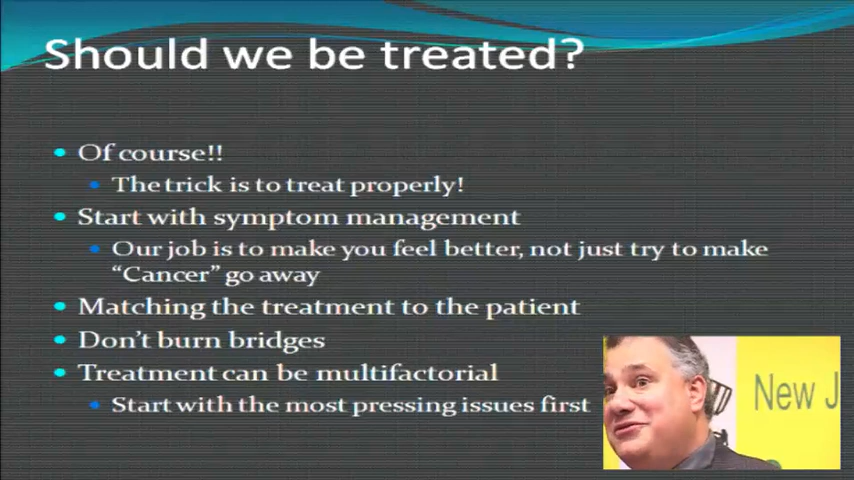 Should we be treated?
Of course!!
The trick is to treat properly!
Start with symptom management
Our job is to make you feel better, not just try to make
“Cancer” go away
Matching the treatment to the patient
Don’t burn bridges
Treatment can be multifactorial
Start with the most pressing issues first
New J